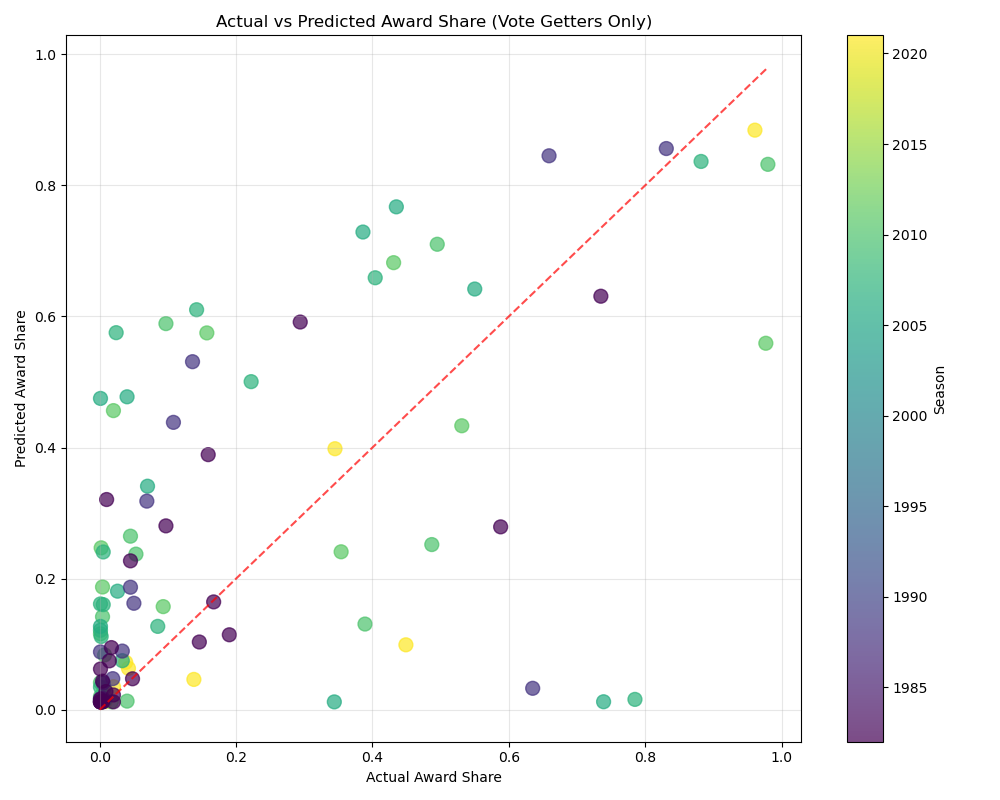 Actual vs Predicted Award Share (Vote Getters Only)
1.0
0.8
0.6
0.4
0.2
0.0
Predicted Award Share
0.0 0.2 0.4 0.6 0.8 1.0
Actual Award Share
2020
2015
2010
2005
2000
1995
1990
1985
Season